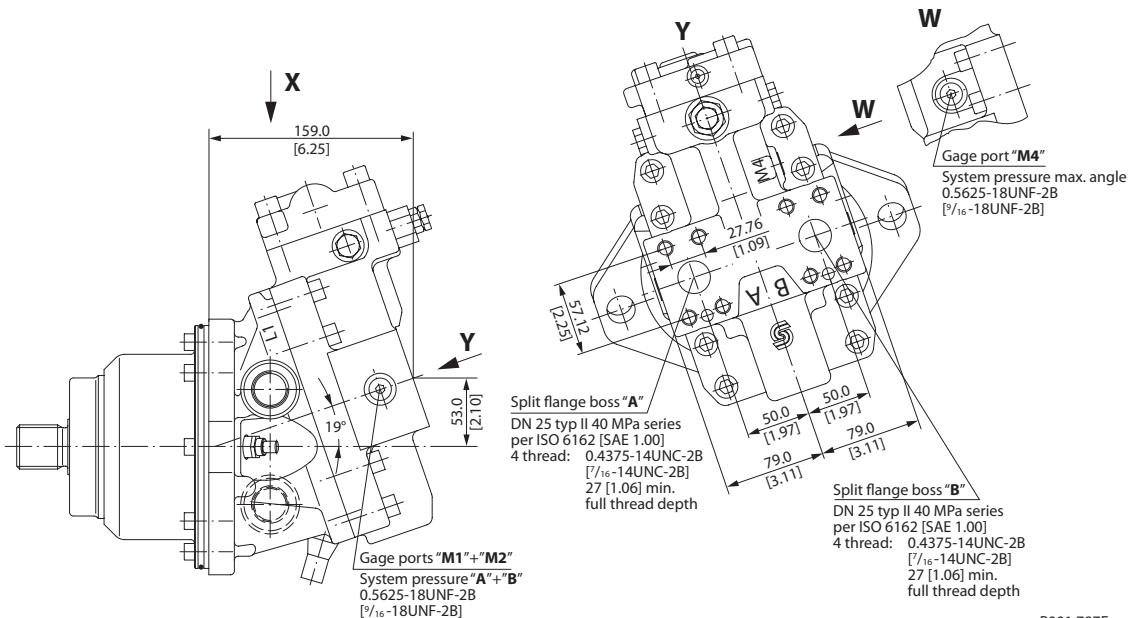 X
159.0
[6.25]
L1
Y
53.0
[2.10]
19°
Gage ports "M1"+"M2"
System pressure "A"+"B"
0.5625-18UNF-2B
[9/16-18UNF-2B]
Y
W
W
Gage port "M4"
System pressure max. angle
0.5625-18UNF-2B
[9/16-18UNF-2B]
M4
27.76
[1.09]
57.12
[2.25]
B A
S
50.0
[1.97]
50.0
[1.97]
79.0
[3.11]
79.0
[3.11]
Split flange boss "A"
DN 25 typ II 40 MPa series
per ISO 6162 [SAE 1.00]
4 thread: 0.4375-14UNC-2B
[7/16-14UNC-2B]
27 [1.06] min.
full thread depth
Split flange boss "B"
DN 25 typ II 40 MPa series
per ISO 6162 [SAE 1.00]
4 thread: 0.4375-14UNC-2B
[7/16-14UNC-2B]
27 [1.06] min.
full thread depth